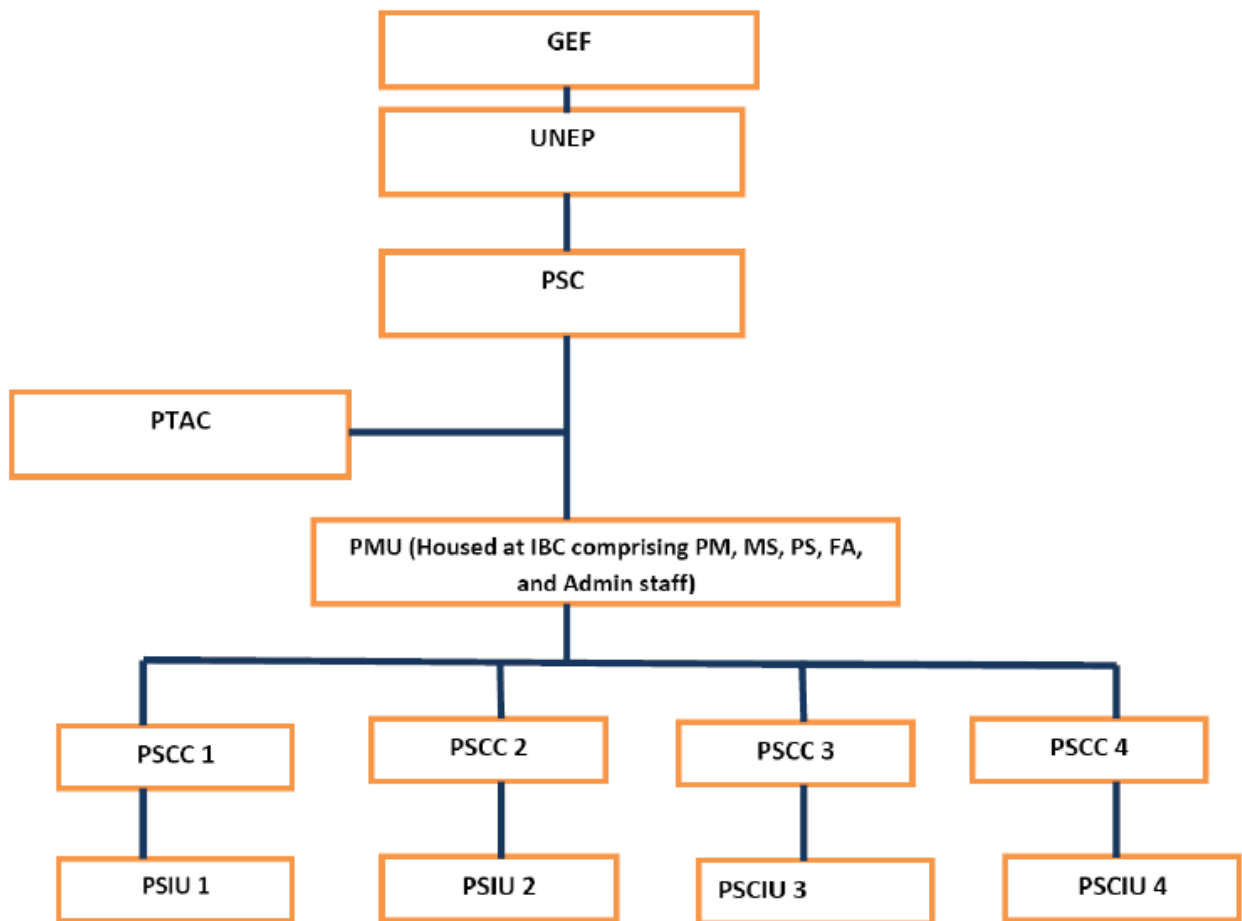 GEF
UNEP
PSC
PTAC
PMU (Housed at IBC comprising PM, MS, PS, FA,
and Admin staff)
PSCC 1
PSCC 2
PSCC 3
PSCC 4
PSIU 1
PSIU 2
PSCIU 3
PSCIU 4